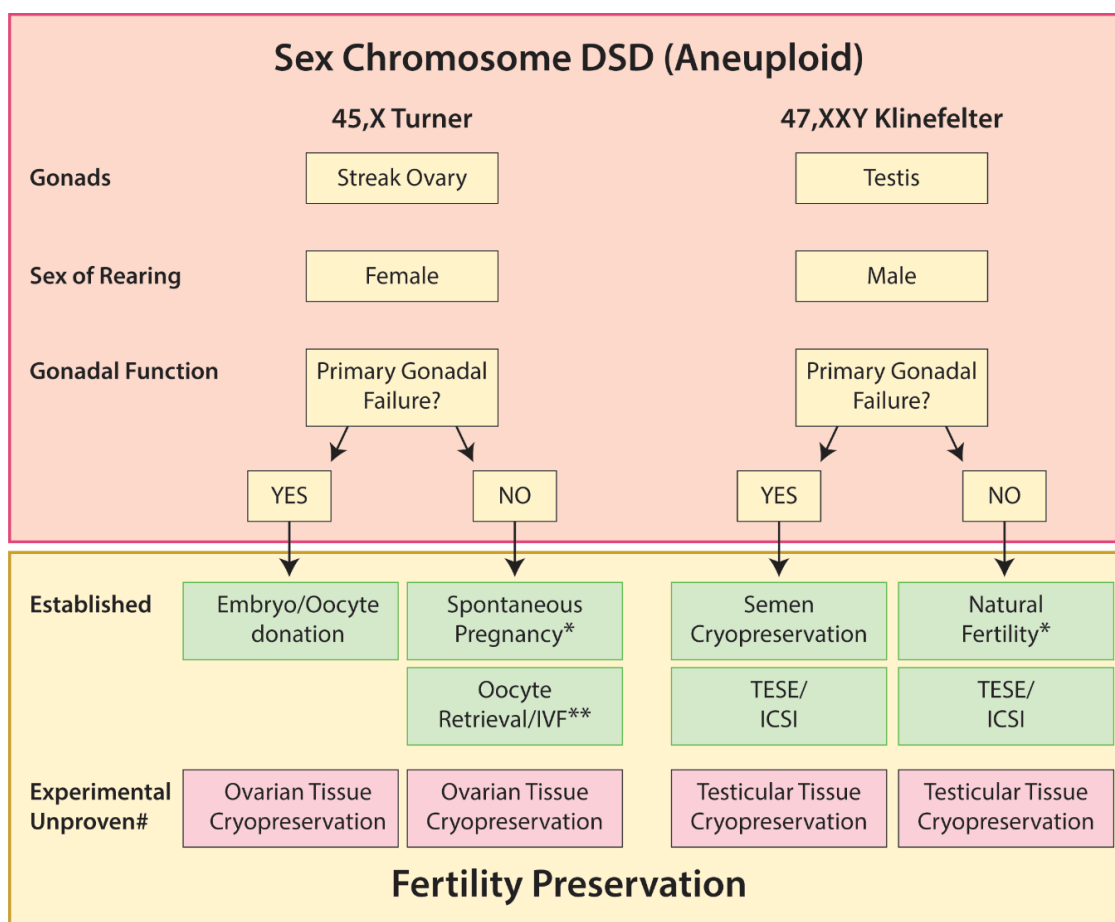 Sex Chromosome DSD (Aneuploid)
45,X Turner
47,XXY Klinefelter
Gonads
Streak Ovary
Testis
Sex of Rearing
Female
Male
Gonadal Function
Primary Gonadal
Failure?
Primary Gonadal
Failure?
YES
NO
YES
NO
Established
Embryo/Oocyte
donation
Spontaneous
Pregnancy*
Semen
Cryopreservation
Natural
Fertility*
Oocyte
Retrieval/IVF**
TESE/
ICSI
TESE/
ICSI
Experimental
Unproven#
Ovarian Tissue
Cryopreservation
Ovarian Tissue
Cryopreservation
Testicular Tissue
Cryopreservation
Testicular Tissue
Cryopreservation
Fertility Preservation